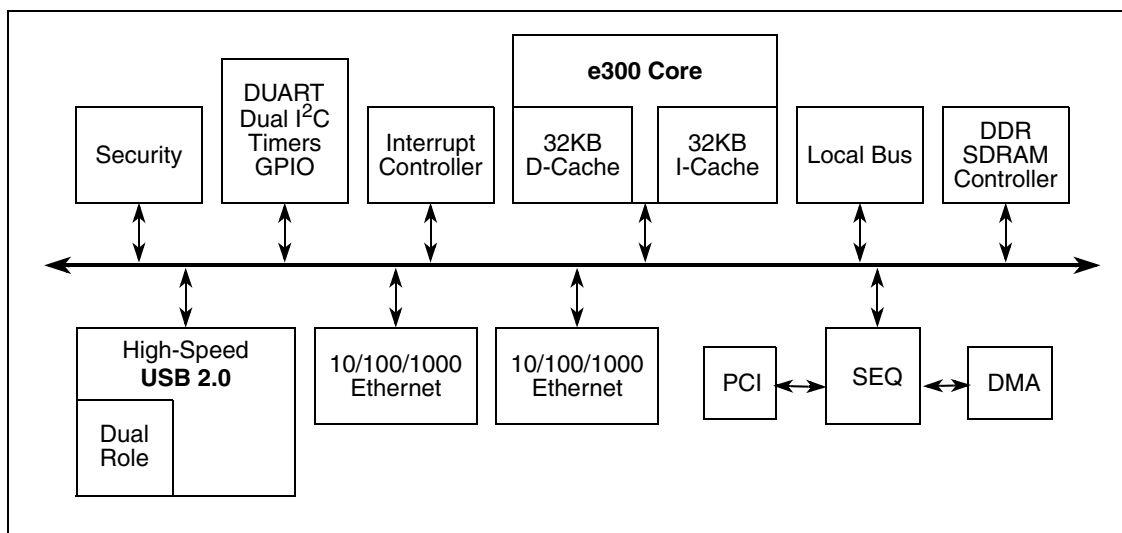 Security
DUART
Dual I²C
Timers
GPIO
Interrupt
Controller
e300 Core
32KB
D-Cache
32KB
I-Cache
Local Bus
DDR
SDRAM
Controller
High-Speed
USB 2.0
Dual
Role
10/100/1000
Ethernet
10/100/1000
Ethernet
PCI
SEQ
DMA